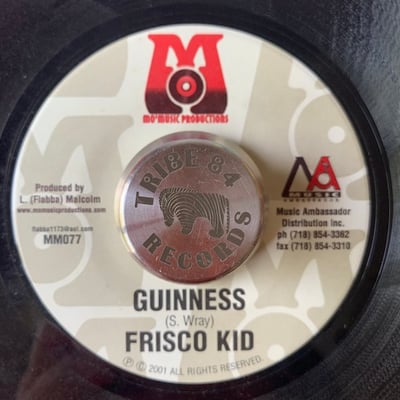 MO'MUSIC PRODUCTIONS
Produced by
L. (Flabba) Malcolm
www.momusicproductions.com
flabba1173@aol.com
MM077
TRIBE 84
RECORDS
MUSIC
AMBASSADOR
Music Ambassador
Distribution Inc.
ph (718) 854-3362
fax (718) 854-3310
GUINNESS
(S. Wray)
FRISCO KID
℗ © 2001 ALL RIGHTS RESERVED.